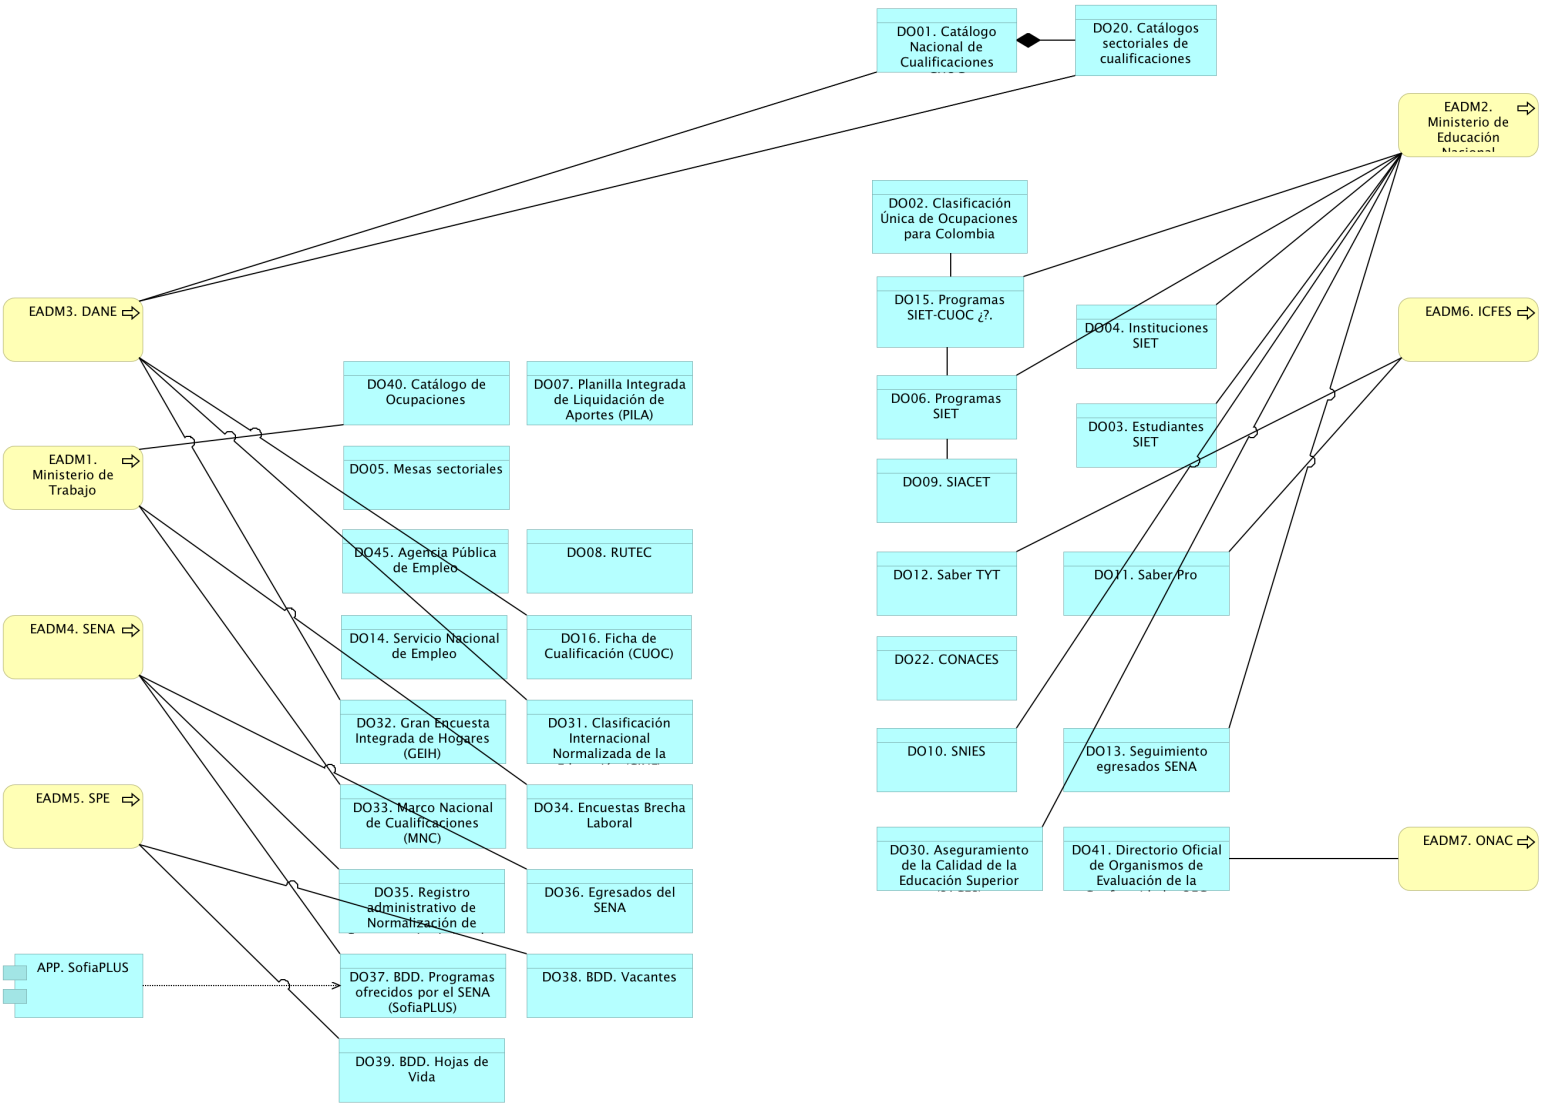 DO01. Catálogo
Nacional de
Cualificaciones
DO20. Catálogos
sectoriales de
cualificaciones
EADM2.
Ministerio de
Educación
Nacional
DO02. Clasificación
Única de Ocupaciones
para Colombia
EADM3. DANE
DO15. Programas
SIET-CUOC ¿?.
DO04. Instituciones
SIET
EADM6. ICFES
DO40. Catálogo de
Ocupaciones
DO07. Planilla Integrada
de Liquidación de
Aportes (PILA)
DO06. Programas
SIET
DO03. Estudiantes
SIET
EADM1.
Ministerio de
Trabajo
DO05. Mesas sectoriales
DO09. SIACET
DO45. Agencia Pública
de Empleo
DO08. RUTEC
DO12. Saber TYT
DO11. Saber Pro
EADM4. SENA
DO14. Servicio Nacional
de Empleo
DO16. Ficha de
Cualificación (CUOC)
DO22. CONACES
DO32. Gran Encuesta
Integrada de Hogares
(GEIH)
DO31. Clasificación
Internacional
Normalizada de la
DO10. SNIES
DO13. Seguimiento
egresados SENA
EADM5. SPE
DO33. Marco Nacional
de Cualificaciones
(MNC)
DO34. Encuestas Brecha
Laboral
DO30. Aseguramiento
de la Calidad de la
Educación Superior
DO41. Directorio Oficial
de Organismos de
Evaluación de la
EADM7. ONAC
DO35. Registro
administrativo de
Normalización de
DO36. Egresados del
SENA
APP. SofiaPLUS
DO37. BDD. Programas
ofrecidos por el SENA
(SofiaPLUS)
DO38. BDD. Vacantes
DO39. BDD. Hojas de
Vida